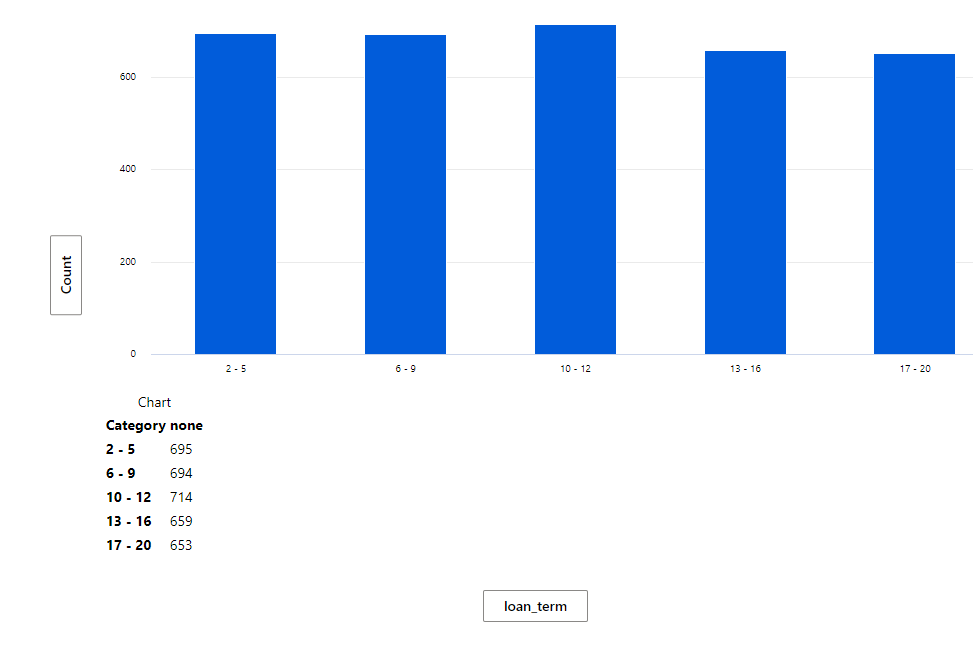 600
400
200
0
Count
2 - 5 6 - 9 10 - 12 13 - 16 17 - 20
Chart
Category none
2 - 5 695
6 - 9 694
10 - 12 714
13 - 16 659
17 - 20 653
loan_term